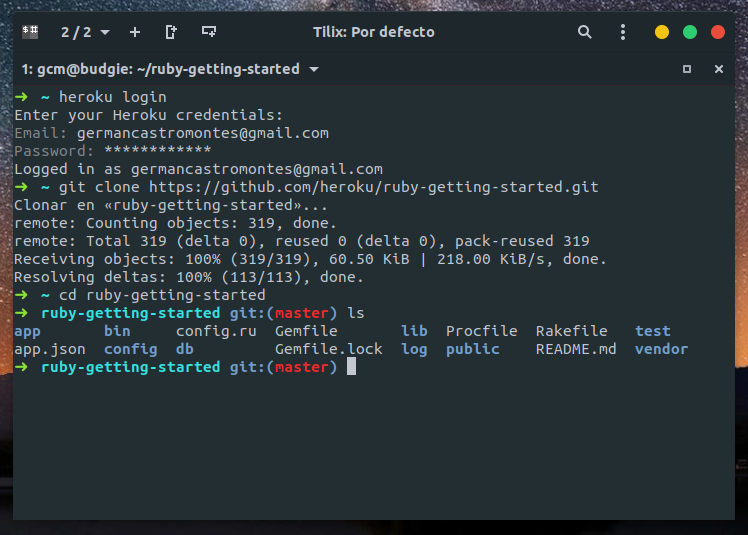 2 / 2 Tilix: Por defecto
1: gcm@budgie: ~/ruby-getting-started
➜ ~ heroku login
Enter your Heroku credentials:
Email: germancastromontes@gmail.com
Password: ************
Logged in as germancastromontes@gmail.com
➜ ~ git clone https://github.com/heroku/ruby-getting-started.git
Clonar en «ruby-getting-started»...
remote: Counting objects: 319, done.
remote: Total 319 (delta 0), reused 0 (delta 0), pack-reused 319
Receiving objects: 100% (319/319), 60.50 KiB | 218.00 KiB/s, done.
Resolving deltas: 100% (113/113), done.
➜ ~ cd ruby-getting-started
➜ ruby-getting-started git:(master) ls
app bin config.ru Gemfile lib Procfile Rakefile test
app.json config db Gemfile.lock log public README.md vendor
➜ ruby-getting-started git:(master)